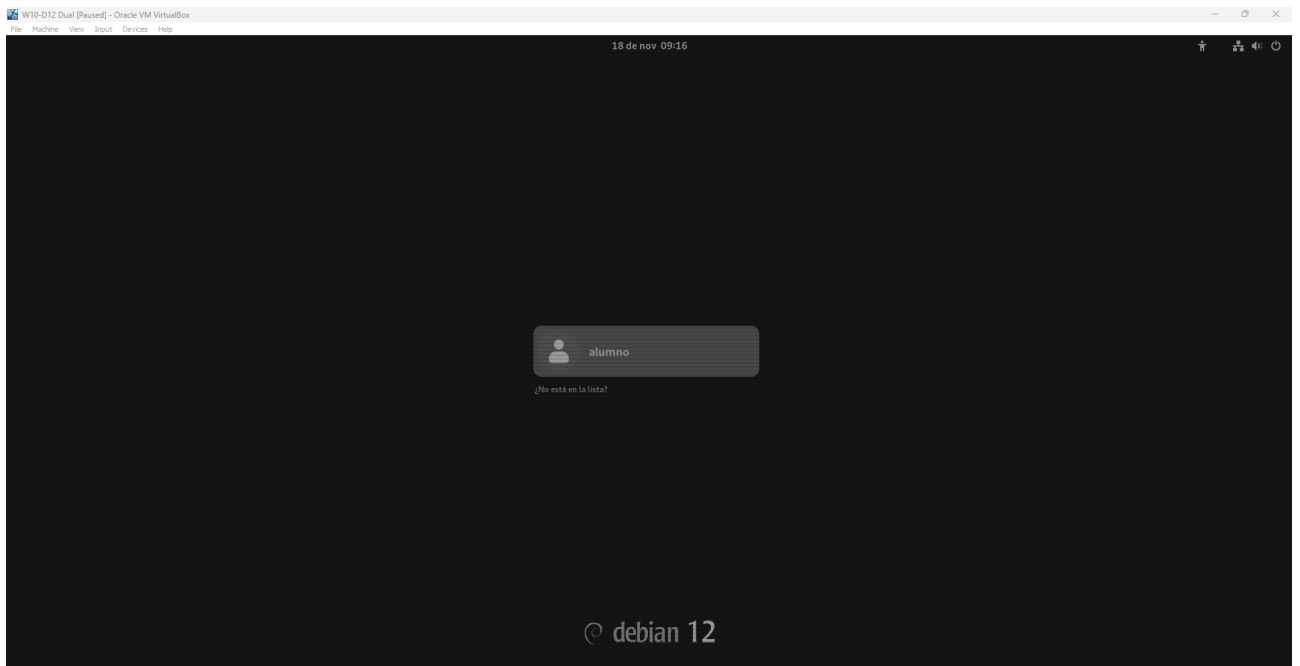 W10-D12 Dual [Paused] - Oracle VM VirtualBox
File Machine View Input Devices Help
18 de nov 09:16
alumno
¿No está en la lista?
debian 12